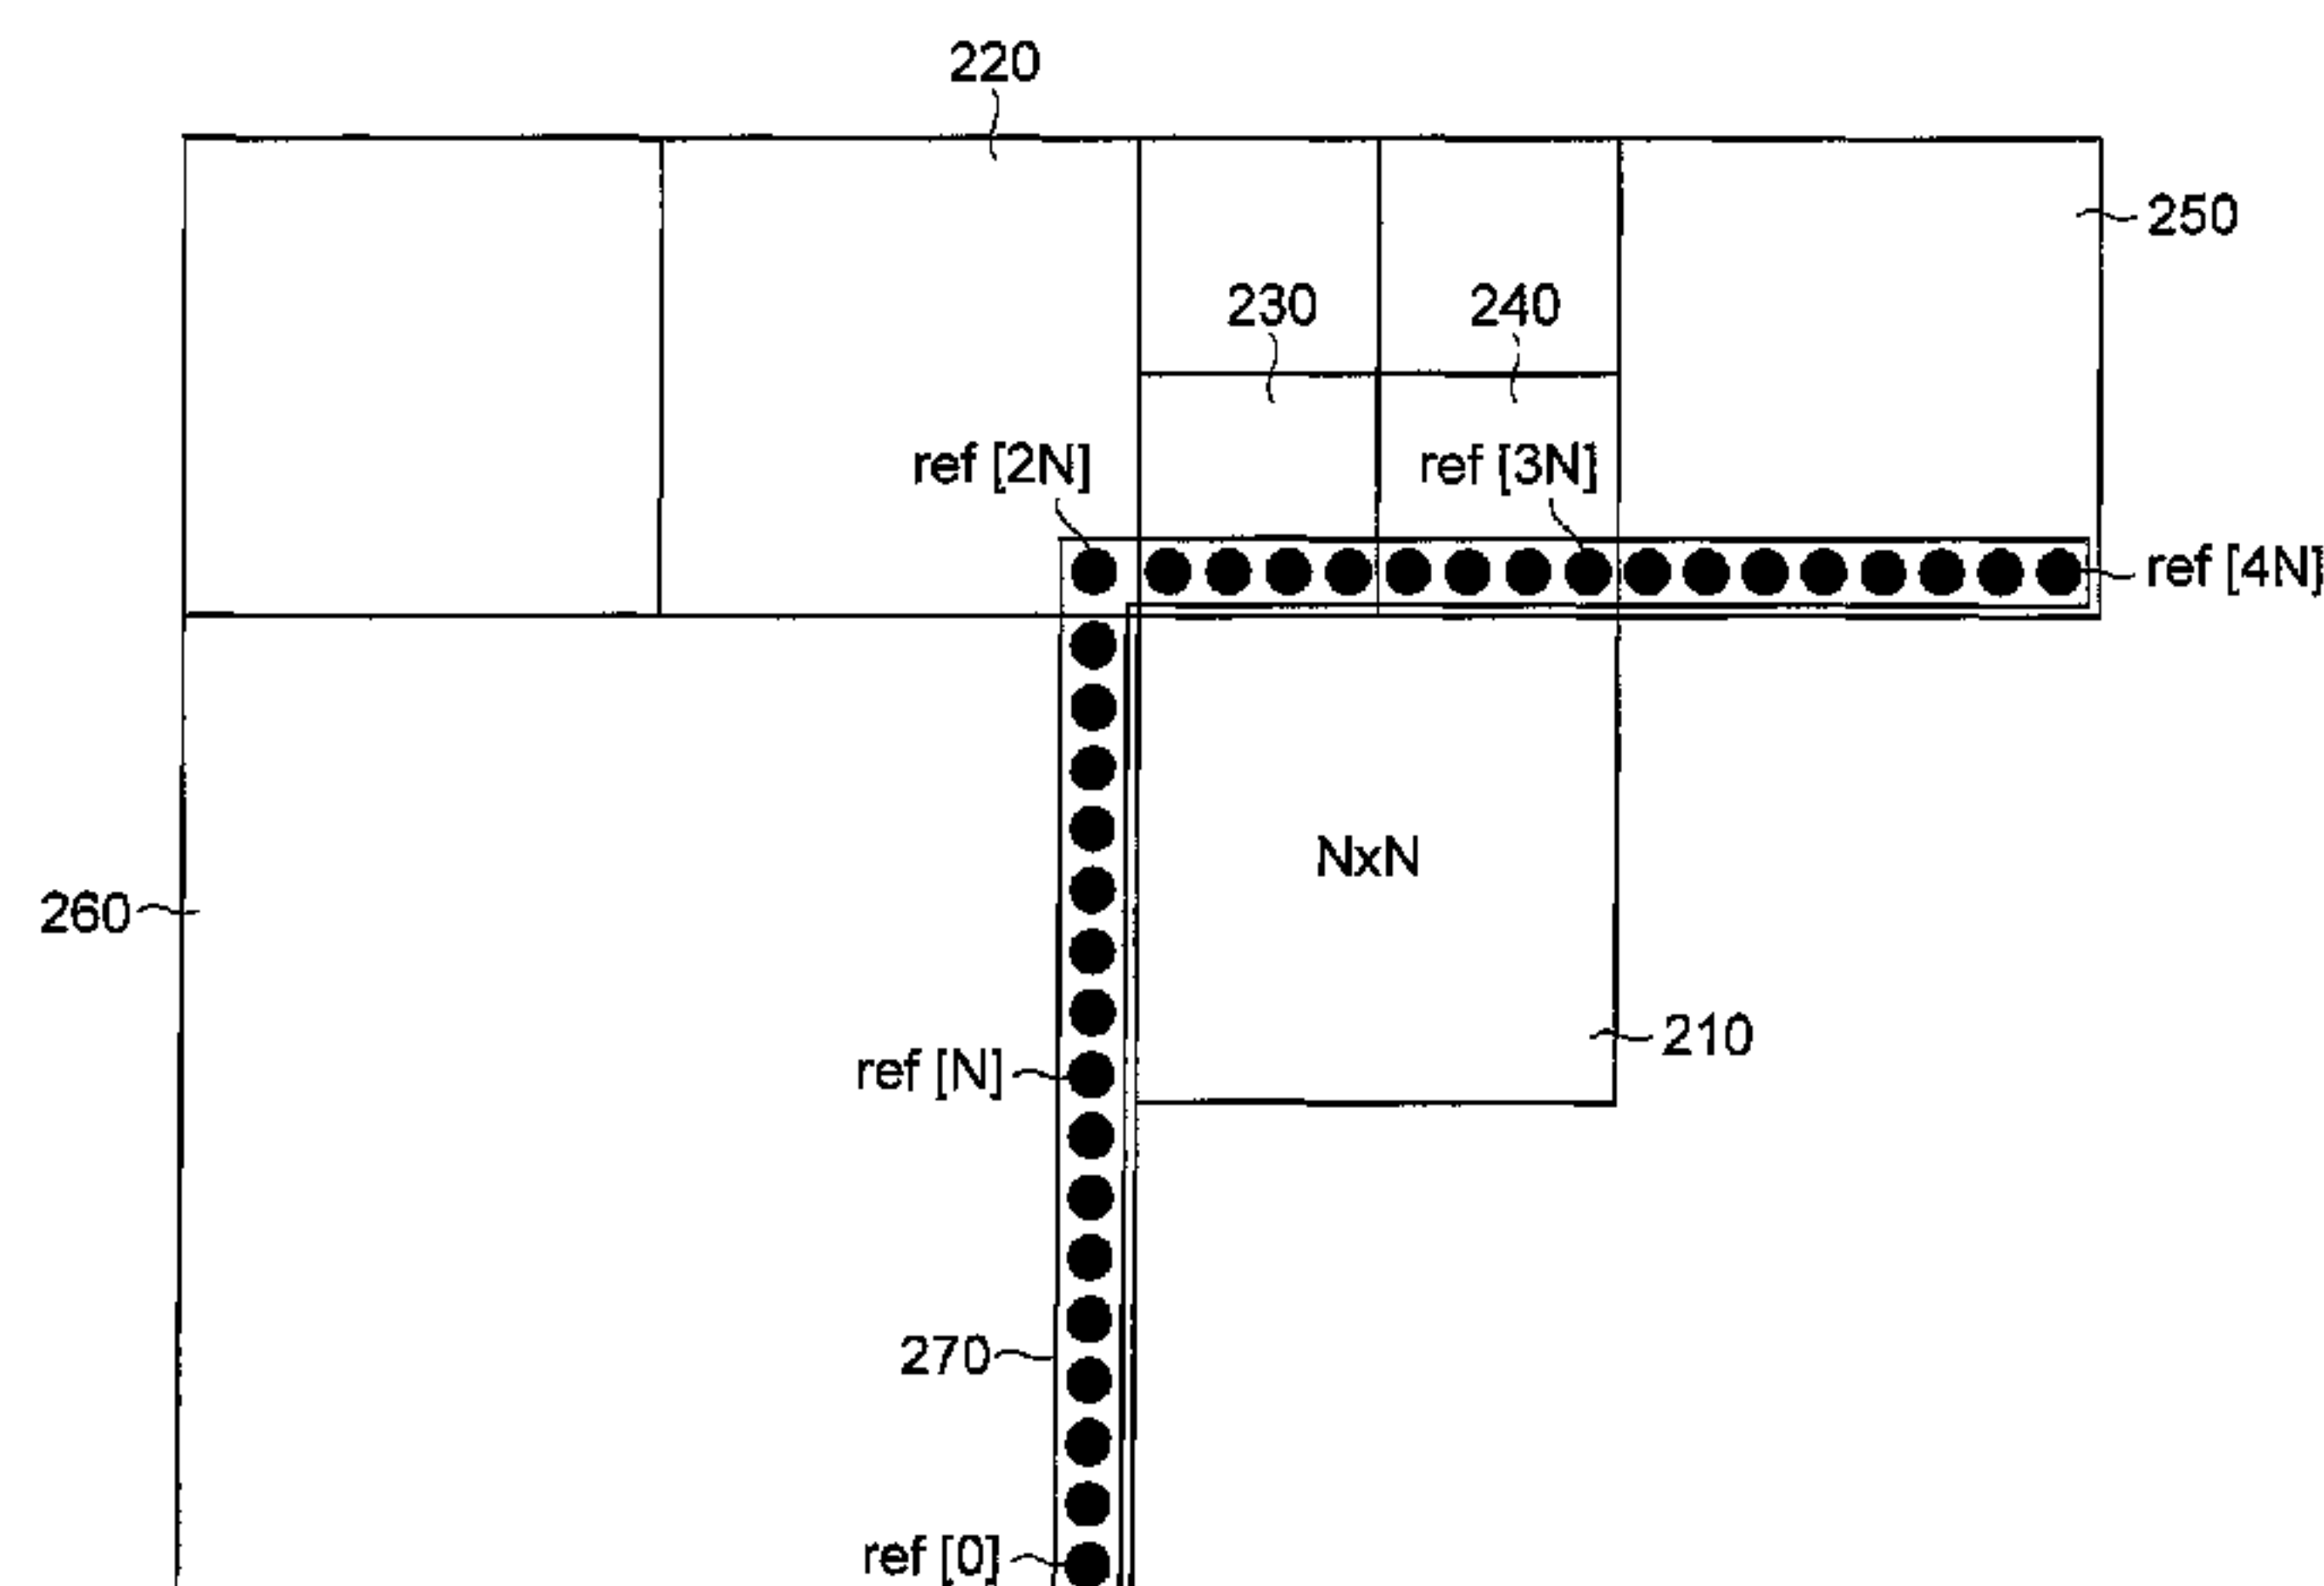 220
250
230
240
ref [2N]
ref [3N]
ref [4N]
NxN
260
210
ref [N]
270
ref [0]